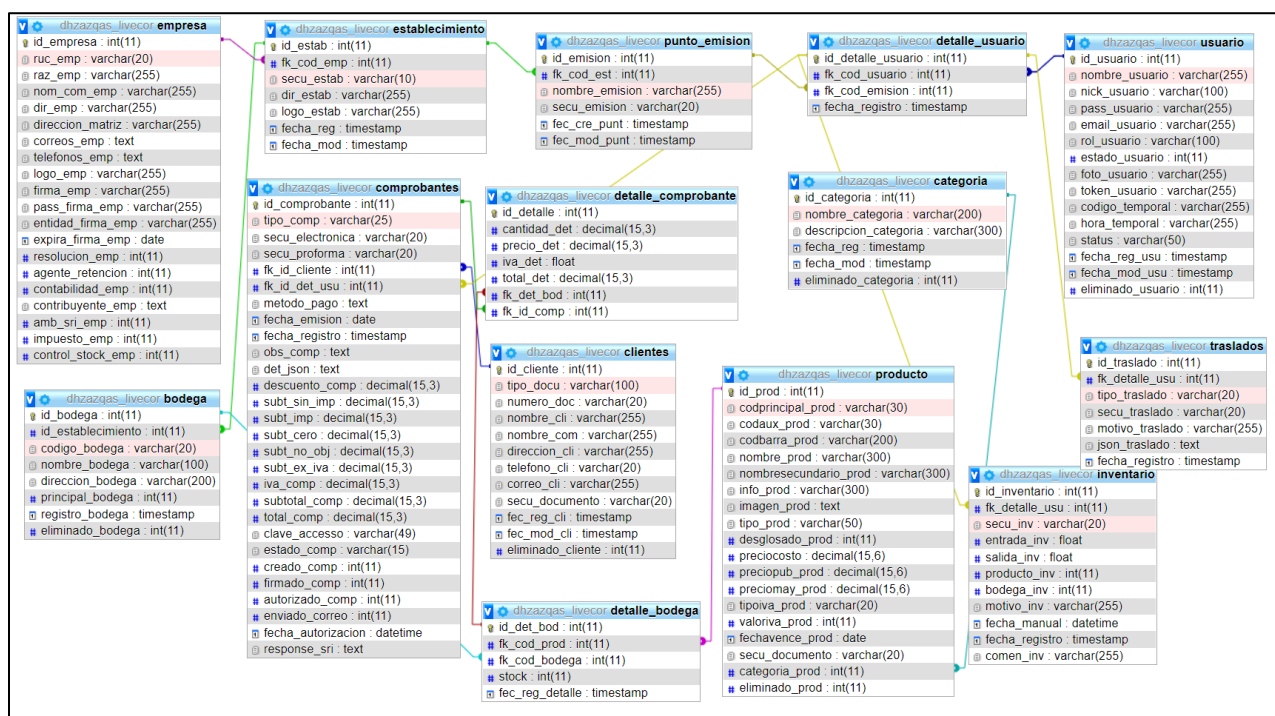 dhzazqas_livecor empresa
id_empresa : int(11)
ruc_emp : varchar(20)
raz_emp : varchar(255)
nom_com_emp : varchar(255)
dir_emp : varchar(255)
direccion_matriz : varchar(255)
correos_emp : text
telefonos_emp : text
logo_emp : varchar(255)
firma_emp : varchar(255)
pass_firma_emp : varchar(255)
entidad_firma_emp : varchar(255)
expira_firma_emp : date
resolucion_emp : int(11)
agente_retencion : int(11)
contabilidad_emp : int(11)
contribuyente_emp : text
amb_sri_emp : int(11)
impuesto_emp : int(11)
control_stock_emp : int(11)
dhzazqas_livecor establecimiento
id_estab : int(11)
fk_cod_emp : int(11)
secu_estab : varchar(10)
dir_estab : varchar(255)
logo_estab : varchar(255)
fecha_reg : timestamp
fecha_mod : timestamp
dhzazqas_livecor punto_emision
id_emision : int(11)
fk_cod_est : int(11)
nombre_emision : varchar(255)
secu_emision : varchar(20)
fec_cre_punt : timestamp
fec_mod_punt : timestamp
dhzazqas_livecor detalle_usuario
id_detalle_usuario : int(11)
fk_cod_usuario : int(11)
fk_cod_emision : int(11)
fecha_registro : timestamp
dhzazqas_livecor usuario
id_usuario : int(11)
nombre_usuario : varchar(255)
nick_usuario : varchar(100)
pass_usuario : varchar(255)
email_usuario : varchar(255)
rol_usuario : varchar(100)
estado_usuario : int(11)
foto_usuario : varchar(255)
token_usuario : varchar(255)
codigo_temporal : varchar(255)
hora_temporal : varchar(255)
status : varchar(50)
fecha_reg_usu : timestamp
fecha_mod_usu : timestamp
eliminado_usuario : int(11)
dhzazqas_livecor comprobantes
id_comprobante : int(11)
tipo_comp : varchar(25)
secu_electronica : varchar(20)
secu_proforma : varchar(20)
fk_id_cliente : int(11)
fk_id_det_usu : int(11)
metodo_pago : text
fecha_emision : date
fecha_registro : timestamp
obs_comp : text
det_json : text
descuento_comp : decimal(15,3)
subt_sin_imp : decimal(15,3)
subt_imp : decimal(15,3)
subt_cero : decimal(15,3)
subt_no_obj : decimal(15,3)
subt_ex_iva : decimal(15,3)
iva_comp : decimal(15,3)
subtotal_comp : decimal(15,3)
total_comp : decimal(15,3)
clave_accesso : varchar(49)
estado_comp : varchar(15)
creado_comp : int(11)
firmado_comp : int(11)
autorizado_comp : int(11)
enviado_correo : int(11)
fecha_autorizacion : datetime
response_sri : text
dhzazqas_livecor detalle_comprobante
id_detalle : int(11)
cantidad_det : decimal(15,3)
precio_det : decimal(15,3)
iva_det : float
total_det : decimal(15,3)
fk_det_bod : int(11)
fk_id_comp : int(11)
dhzazqas_livecor categoria
id_categoria : int(11)
nombre_categoria : varchar(200)
descripcion_categoria : varchar(300)
fecha_reg : timestamp
fecha_mod : timestamp
eliminado_categoria : int(11)
dhzazqas_livecor clientes
id_cliente : int(11)
tipo_docu : varchar(100)
numero_doc : varchar(20)
nombre_cli : varchar(255)
nombre_com : varchar(255)
direccion_cli : varchar(255)
telefono_cli : varchar(20)
correo_cli : varchar(255)
secu_documento : varchar(20)
fec_reg_cli : timestamp
fec_mod_cli : timestamp
eliminado_cliente : int(11)
dhzazqas_livecor traslados
id_traslado : int(11)
fk_detalle_usu : int(11)
tipo_traslado : varchar(20)
secu_traslado : varchar(20)
motivo_traslado : varchar(255)
json_traslado : text
fecha_registro : timestamp
dhzazqas_livecor producto
id_prod : int(11)
codprincipal_prod : varchar(30)
codaux_prod : varchar(30)
codbarra_prod : varchar(200)
nombre_prod : varchar(300)
nombresecundario_prod : varchar(300)
info_prod : varchar(300)
imagen_prod : text
tipo_prod : varchar(50)
desglosado_prod : int(11)
preciocosto : decimal(15,6)
preciopub_prod : decimal(15,6)
preciomay_prod : decimal(15,6)
tipoiva_prod : varchar(20)
valoriva_prod : int(11)
fechavence_prod : date
secu_documento : varchar(20)
categoria_prod : int(11)
eliminado_prod : int(11)
dhzazqas_livecor bodega
id_bodega : int(11)
id_establecimiento : int(11)
codigo_bodega : varchar(20)
nombre_bodega : varchar(100)
direccion_bodega : varchar(200)
principal_bodega : int(11)
registro_bodega : timestamp
eliminado_bodega : int(11)
dhzazqas_livecor inventario
id_inventario : int(11)
fk_detalle_usu : int(11)
secu_inv : varchar(20)
entrada_inv : float
salida_inv : float
producto_inv : int(11)
bodega_inv : int(11)
motivo_inv : varchar(255)
fecha_manual : datetime
fecha_registro : timestamp
comen_inv : varchar(255)
dhzazqas_livecor detalle_bodega
id_det_bod : int(11)
fk_cod_prod : int(11)
fk_cod_bodega : int(11)
stock : int(11)
fec_reg_detalle : timestamp